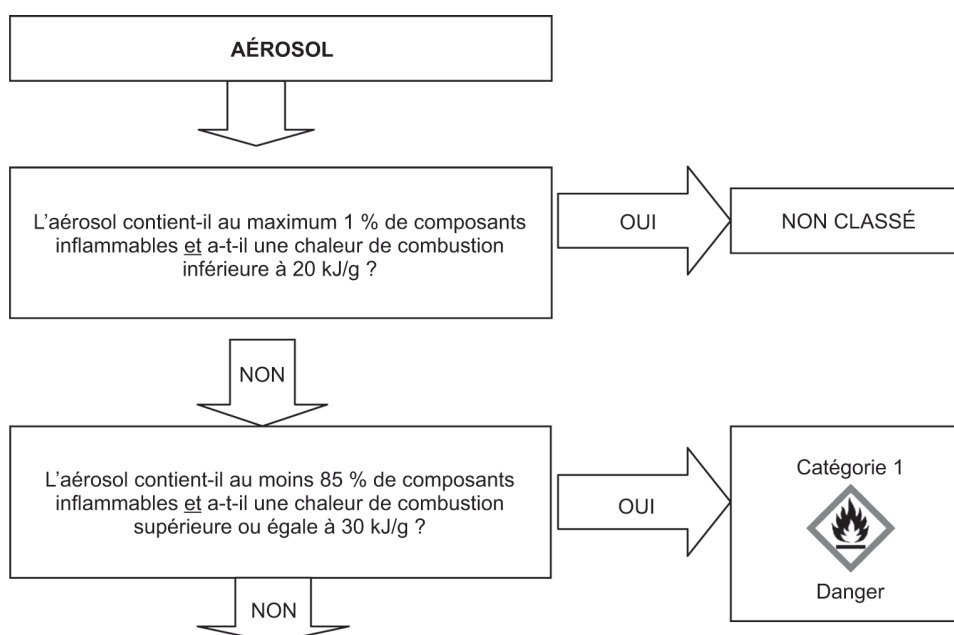 AÉROSOL
L’aérosol contient-il au maximum 1 % de composants
inflammables et a-t-il une chaleur de combustion
inférieure à 20 kJ/g ?
OUI
NON CLASSÉ
NON
L’aérosol contient-il au moins 85 % de composants
inflammables et a-t-il une chaleur de combustion
supérieure ou égale à 30 kJ/g ?
OUI
Catégorie 1
Danger
NON